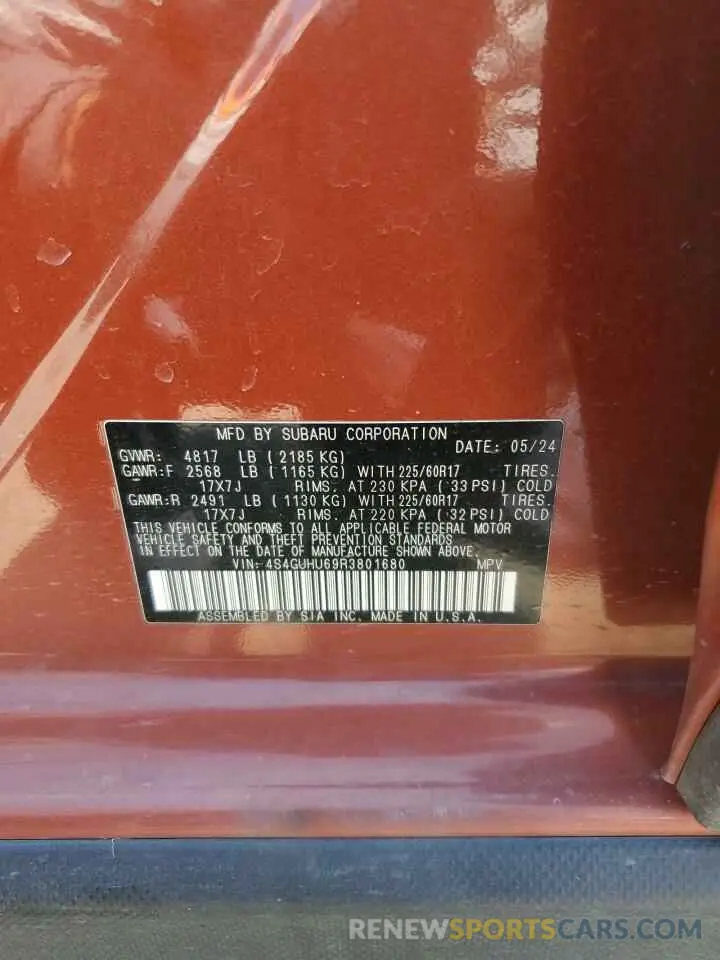 MFD BY SUBARU CORPORATION
DATE: 05/24
GVWR: 4817 LB (2185 KG)
GAWR:F 2568 LB (1165 KG) WITH 225/60R17 TIRES.
17X7J RIMS. AT 230 KPA (33 PSI) COLD
GAWR:R 2491 LB (1130 KG) WITH 225/60R17 TIRES.
17X7J RIMS. AT 220 KPA (32 PSI) COLD
THIS VEHICLE CONFORMS TO ALL APPLICABLE FEDERAL MOTOR
VEHICLE SAFETY AND THEFT PREVENTION STANDARDS
IN EFFECT ON THE DATE OF MANUFACTURE SHOWN ABOVE.
VIN: 4S4GUHU69R3801680 MPV
ASSEMBLED BY SIA INC. MADE IN U.S.A.
RENEWSPORTSCARS.COM